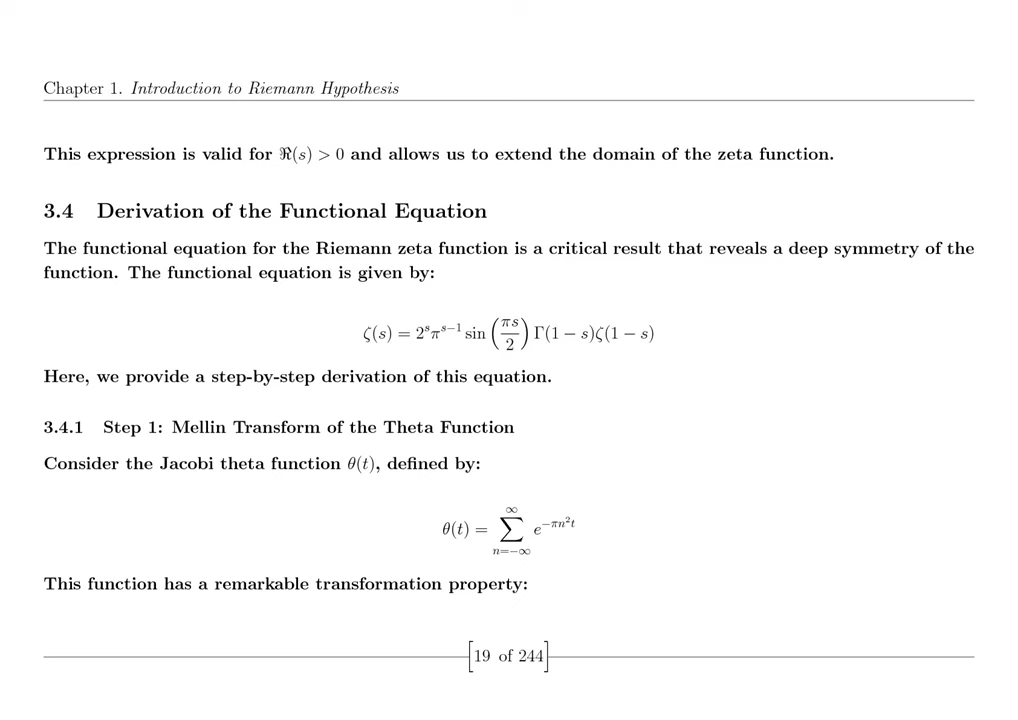 Chapter 1. Introduction to Riemann Hypothesis
This expression is valid for ℜ(s) > 0 and allows us to extend the domain of the zeta function.
3.4 Derivation of the Functional Equation
The functional equation for the Riemann zeta function is a critical result that reveals a deep symmetry of the
function. The functional equation is given by:
ζ(s) = 2^s π^{s−1} sin (πs/2) Γ(1 − s)ζ(1 − s)
Here, we provide a step-by-step derivation of this equation.
3.4.1 Step 1: Mellin Transform of the Theta Function
Consider the Jacobi theta function θ(t), defined by:
θ(t) = ∑_{n=−∞}^{∞} e^{−πn²t}
This function has a remarkable transformation property:
[19 of 244]